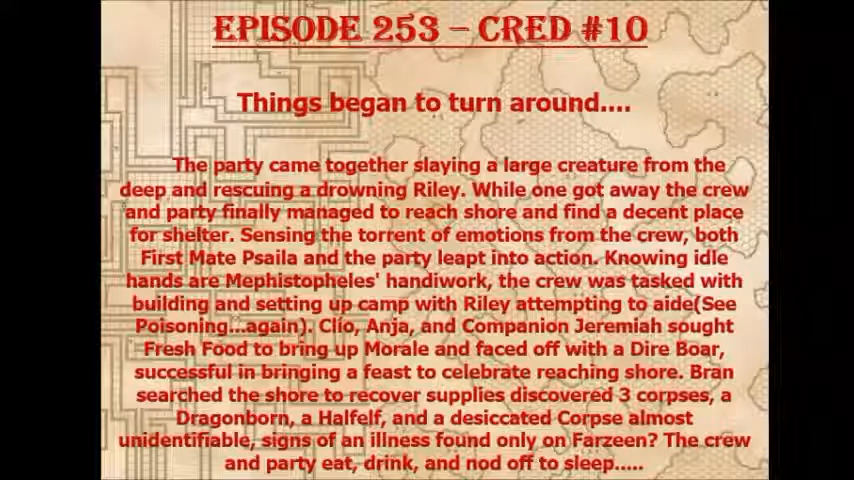 EPISODE 253 – CRED #10
Things began to turn around....
The party came together slaying a large creature from the
deep and rescuing a drowning Riley. While one got away the crew
and party finally managed to reach shore and find a decent place
for shelter. Sensing the torrent of emotions from the crew, both
First Mate Psaila and the party leapt into action. Knowing idle
hands are Mephistopheles' handiwork, the crew was tasked with
building and setting up camp with Riley attempting to aide(See
Poisoning...again). Clio, Anja, and Companion Jeremiah sought
Fresh Food to bring up Morale and faced off with a Dire Boar,
successful in bringing a feast to celebrate reaching shore. Bran
searched the shore to recover supplies discovered 3 corpses, a
Dragonborn, a Halfelf, and a desiccated Corpse almost
unidentifiable, signs of an illness found only on Farzeen? The crew
and party eat, drink, and nod off to sleep.....